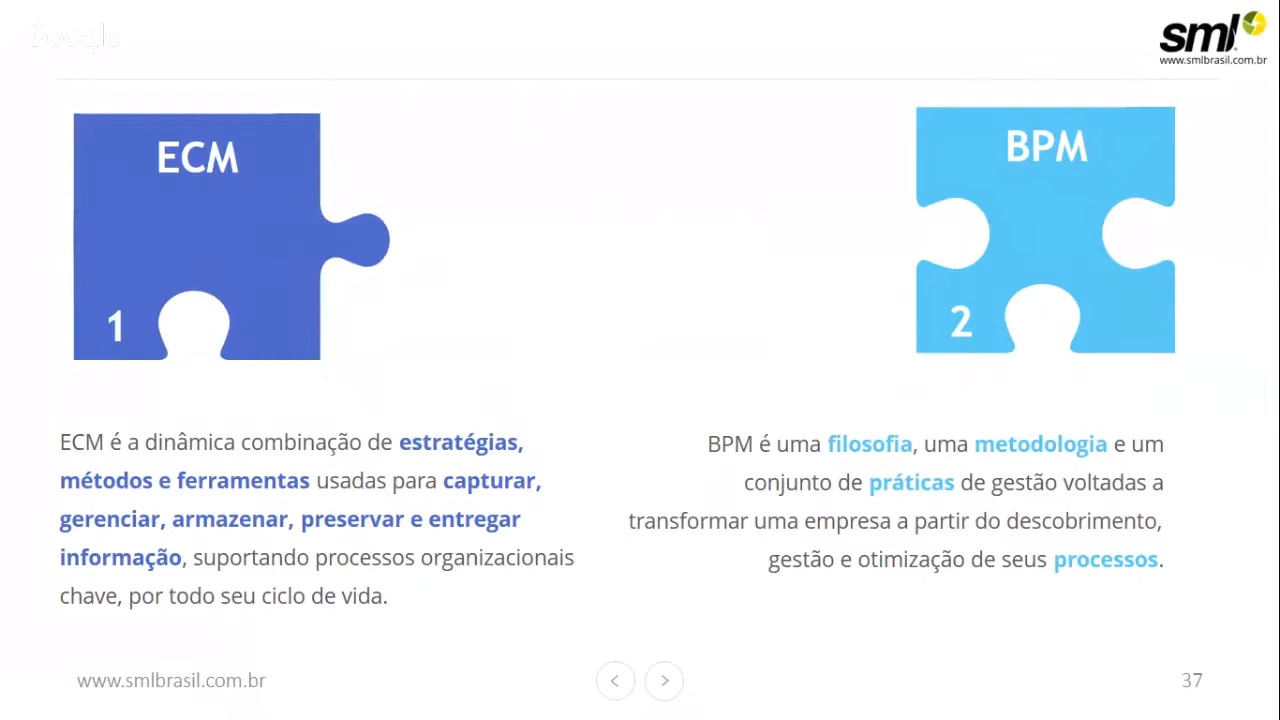 Google
sml
www.smlbrasil.com.br
ECM
1
BPM
2
ECM é a dinâmica combinação de estratégias,
métodos e ferramentas usadas para capturar,
gerenciar, armazenar, preservar e entregar
informação, suportando processos organizacionais
chave, por todo seu ciclo de vida.
BPM é uma filosofia, uma metodologia e um
conjunto de práticas de gestão voltadas a
transformar uma empresa a partir do descobrimento,
gestão e otimização de seus processos.
www.smlbrasil.com.br
37